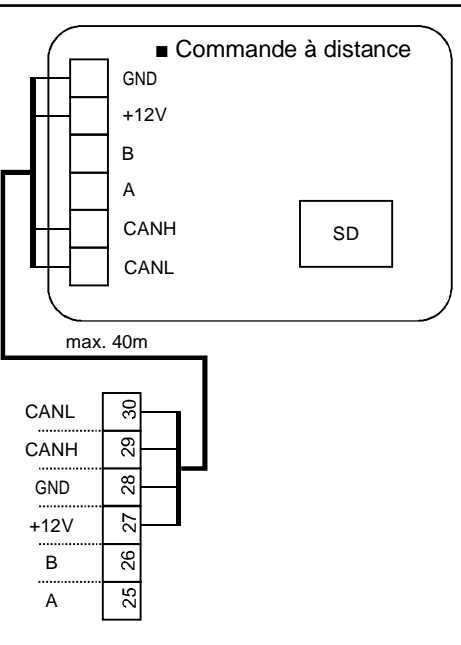 ■ Commande à distance
GND
+12V
B
A
CANH
CANL
SD
max. 40m
CANL 30
CANH 29
GND 28
+12V 27
B 26
A 25